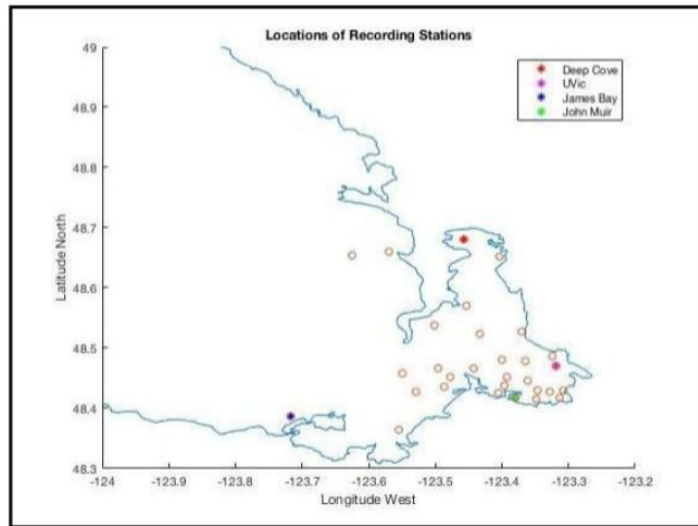 Locations of Recording Stations
Deep Cove
UVic
James Bay
John Muir
Latitude North
49
48.9
48.8
48.7
48.6
48.5
48.4
48.3
-124
-123.9
-123.8
-123.7
-123.6
-123.5
-123.4
-123.3
-123.2
Longitude West